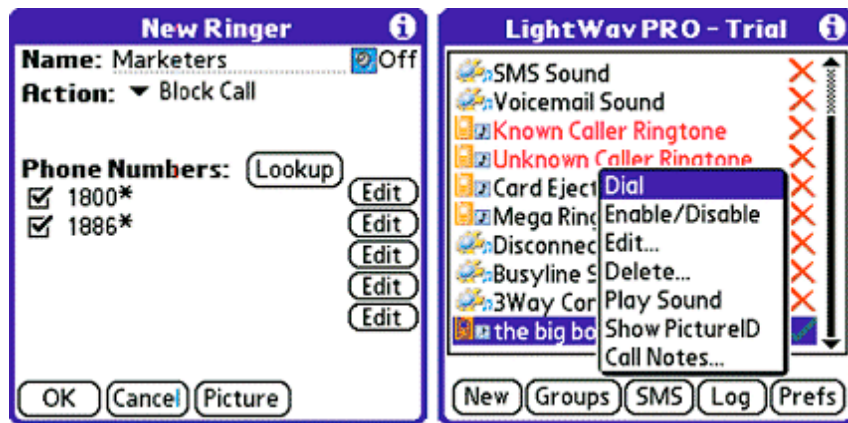 New Ringer
Name: Marketers Off
Action: Block Call
Phone Numbers: Lookup
1800* Edit
1886* Edit
Edit
Edit
Edit
OK Cancel Picture
LightWav PRO - Trial
SMS Sound
Voicemail Sound
Known Caller Ringtone
Unknown Caller Ringtone
Card Eject
Mega Ring
Disconnec
Busyline S
3Way Cor
the big bo
Dial
Enable/Disable
Edit...
Delete...
Play Sound
Show PictureID
Call Notes...
New Groups SMS Log Prefs